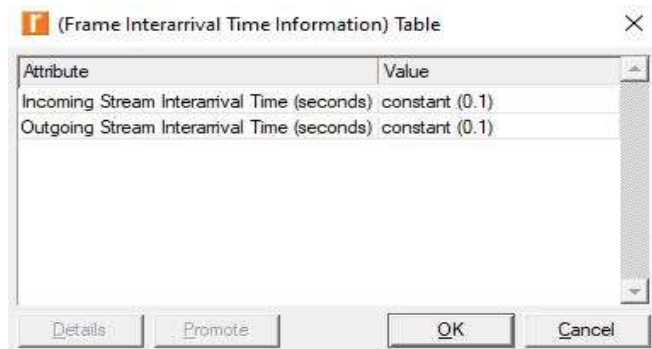 (Frame Interarrival Time Information) Table
Attribute Value
Incoming Stream Interarrival Time (seconds) constant (0.1)
Outgoing Stream Interarrival Time (seconds) constant (0.1)
Details Promote OK Cancel